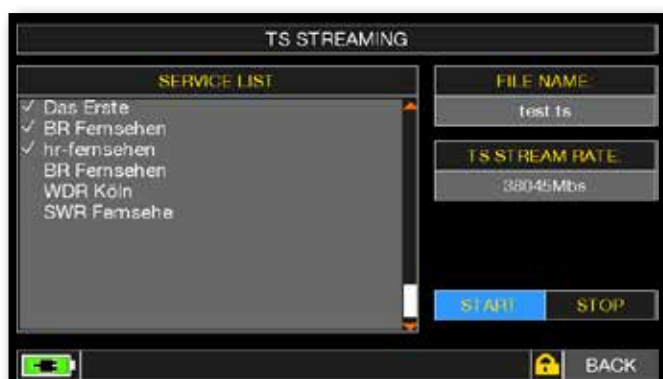 TS STREAMING
SERVICE LIST
✓ Das Erste
✓ BR Fernsehen
✓ hr-fernsehen
BR Fernsehen
WDR Köln
SWR Fernsehe
FILE NAME:
test.ts
TS STREAM RATE:
38045Mbs
START STOP
BACK